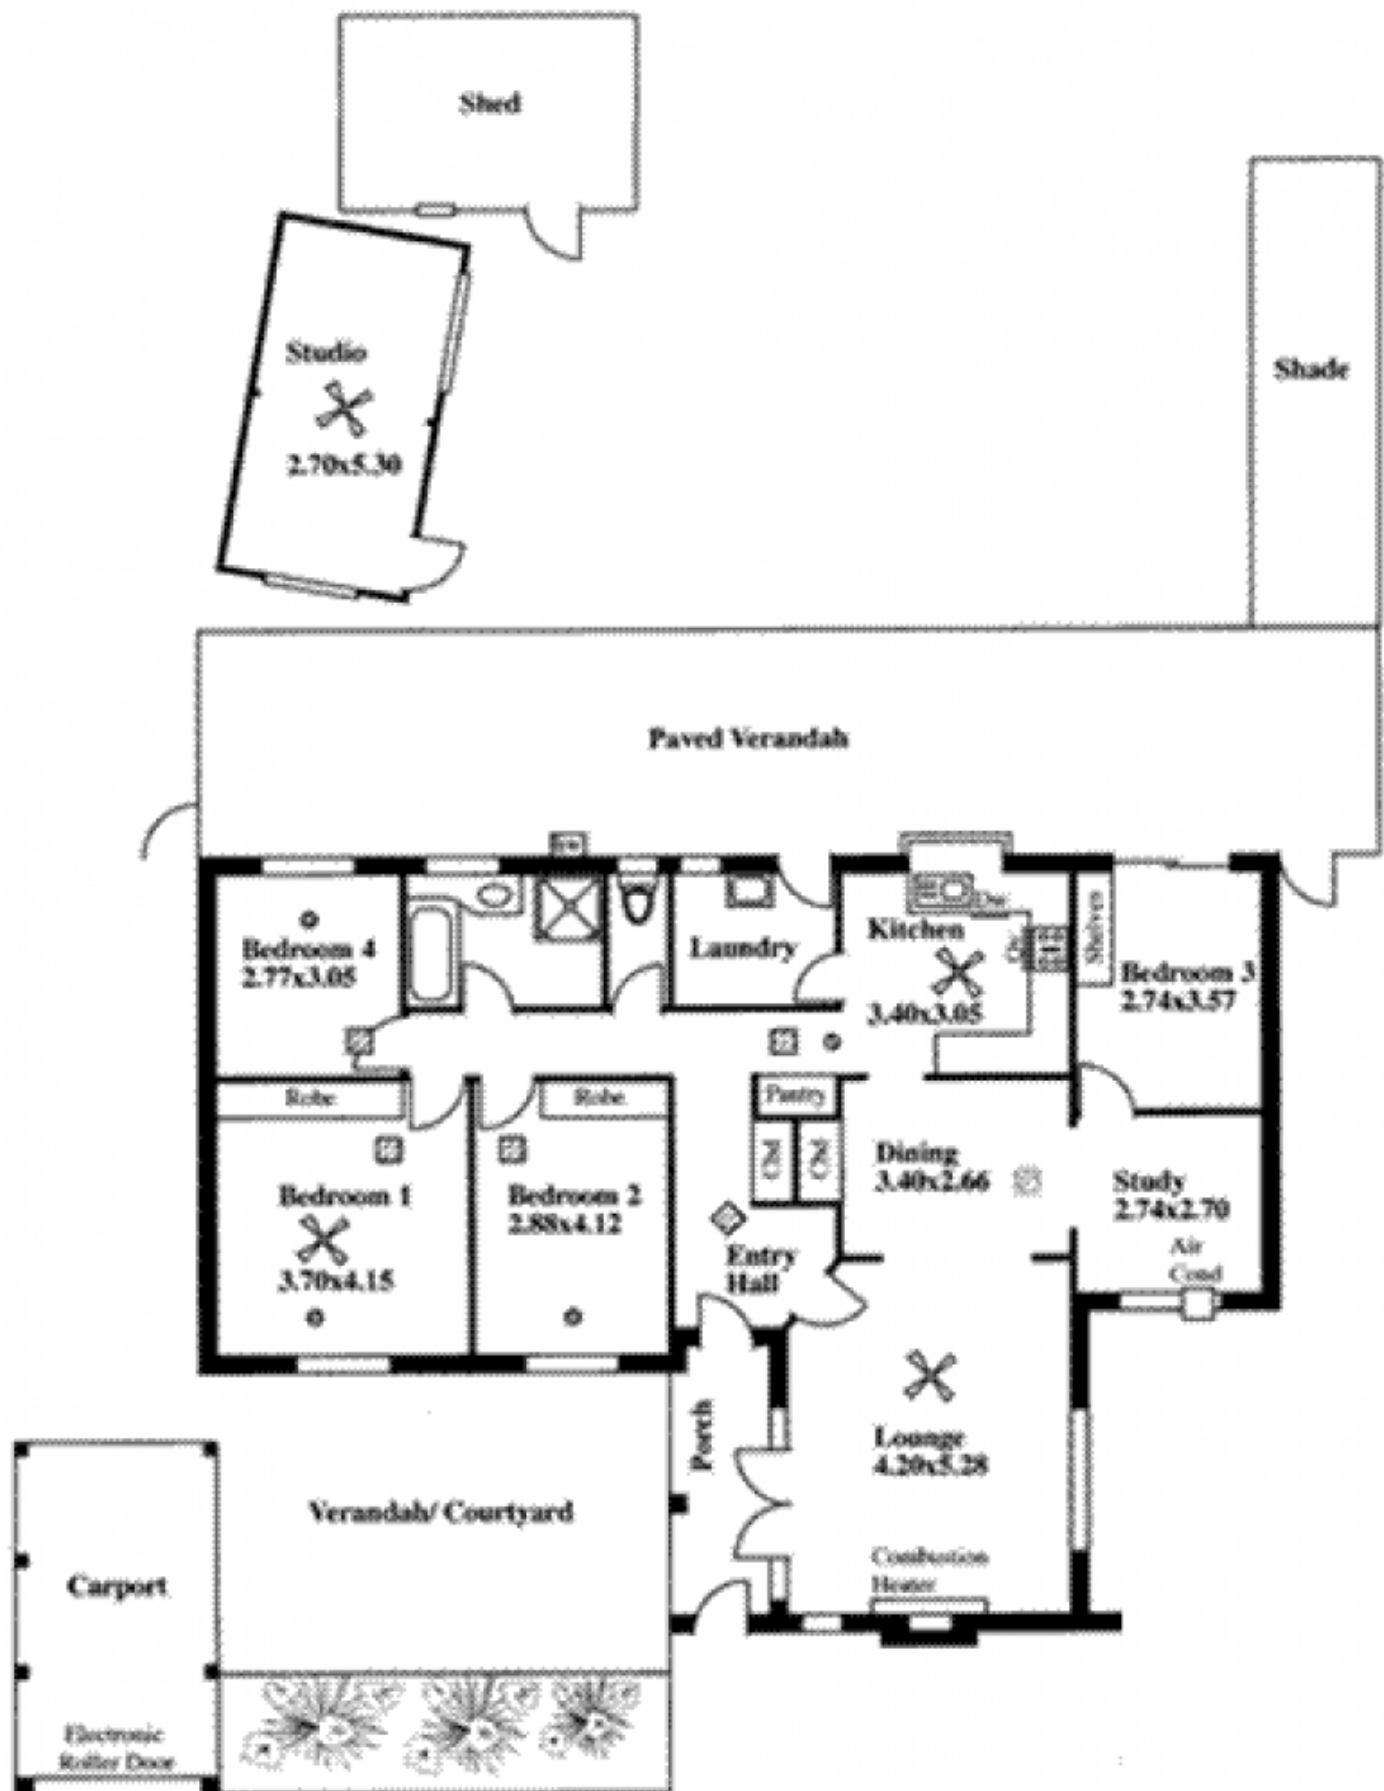 Shed
Shade
Studio
2.70x5.30
Paved Verandah
Bedroom 4
2.77x3.05
Laundry
Kitchen
3.40x3.05
Shelves
Bedroom 3
2.74x3.57
Robe
Robe
Pantry
Bedroom 1
3.70x4.15
Bedroom 2
2.88x4.12
Dining
3.40x2.66
Study
2.74x2.70
Air
Cond
Entry
Hall
Porch
Lounge
4.20x5.28
Combustion
Heater
Verandah/ Courtyard
Carport
Electronic
Roller Door